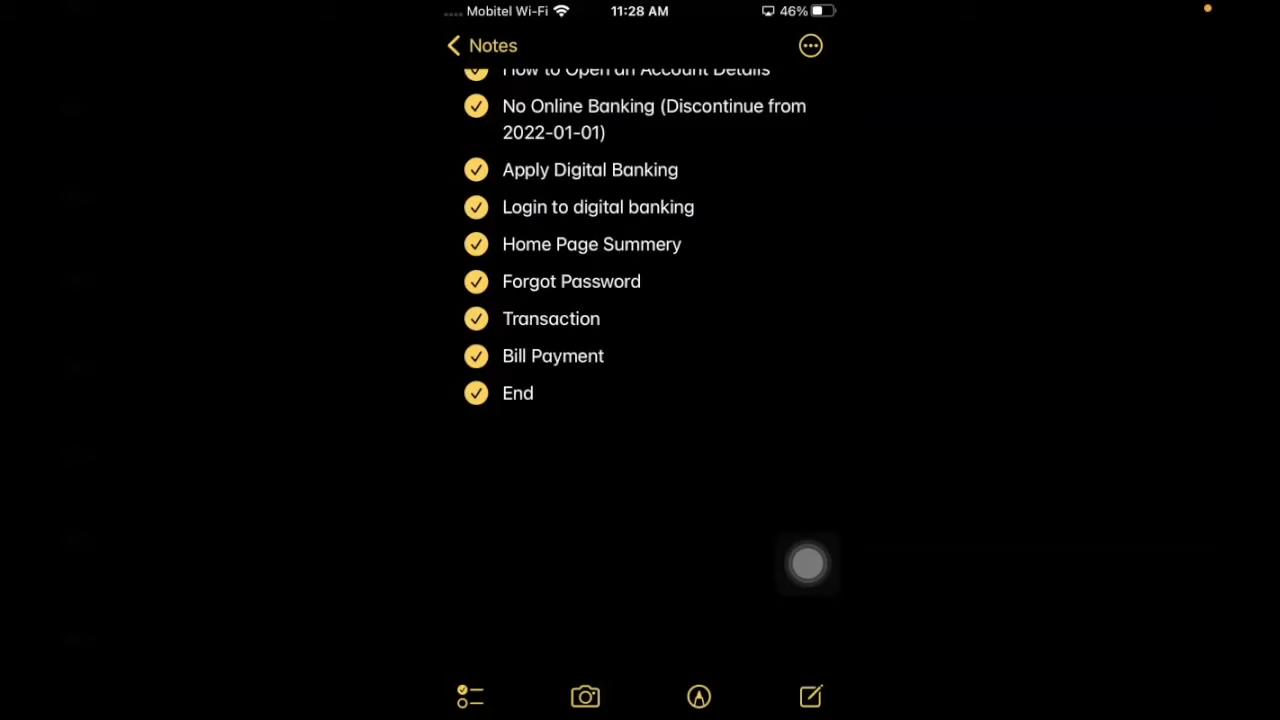 Mobitel Wi-Fi 11:28 AM 46%
Notes
How to Open an Account Details
No Online Banking (Discontinue from
2022-01-01)
Apply Digital Banking
Login to digital banking
Home Page Summery
Forgot Password
Transaction
Bill Payment
End